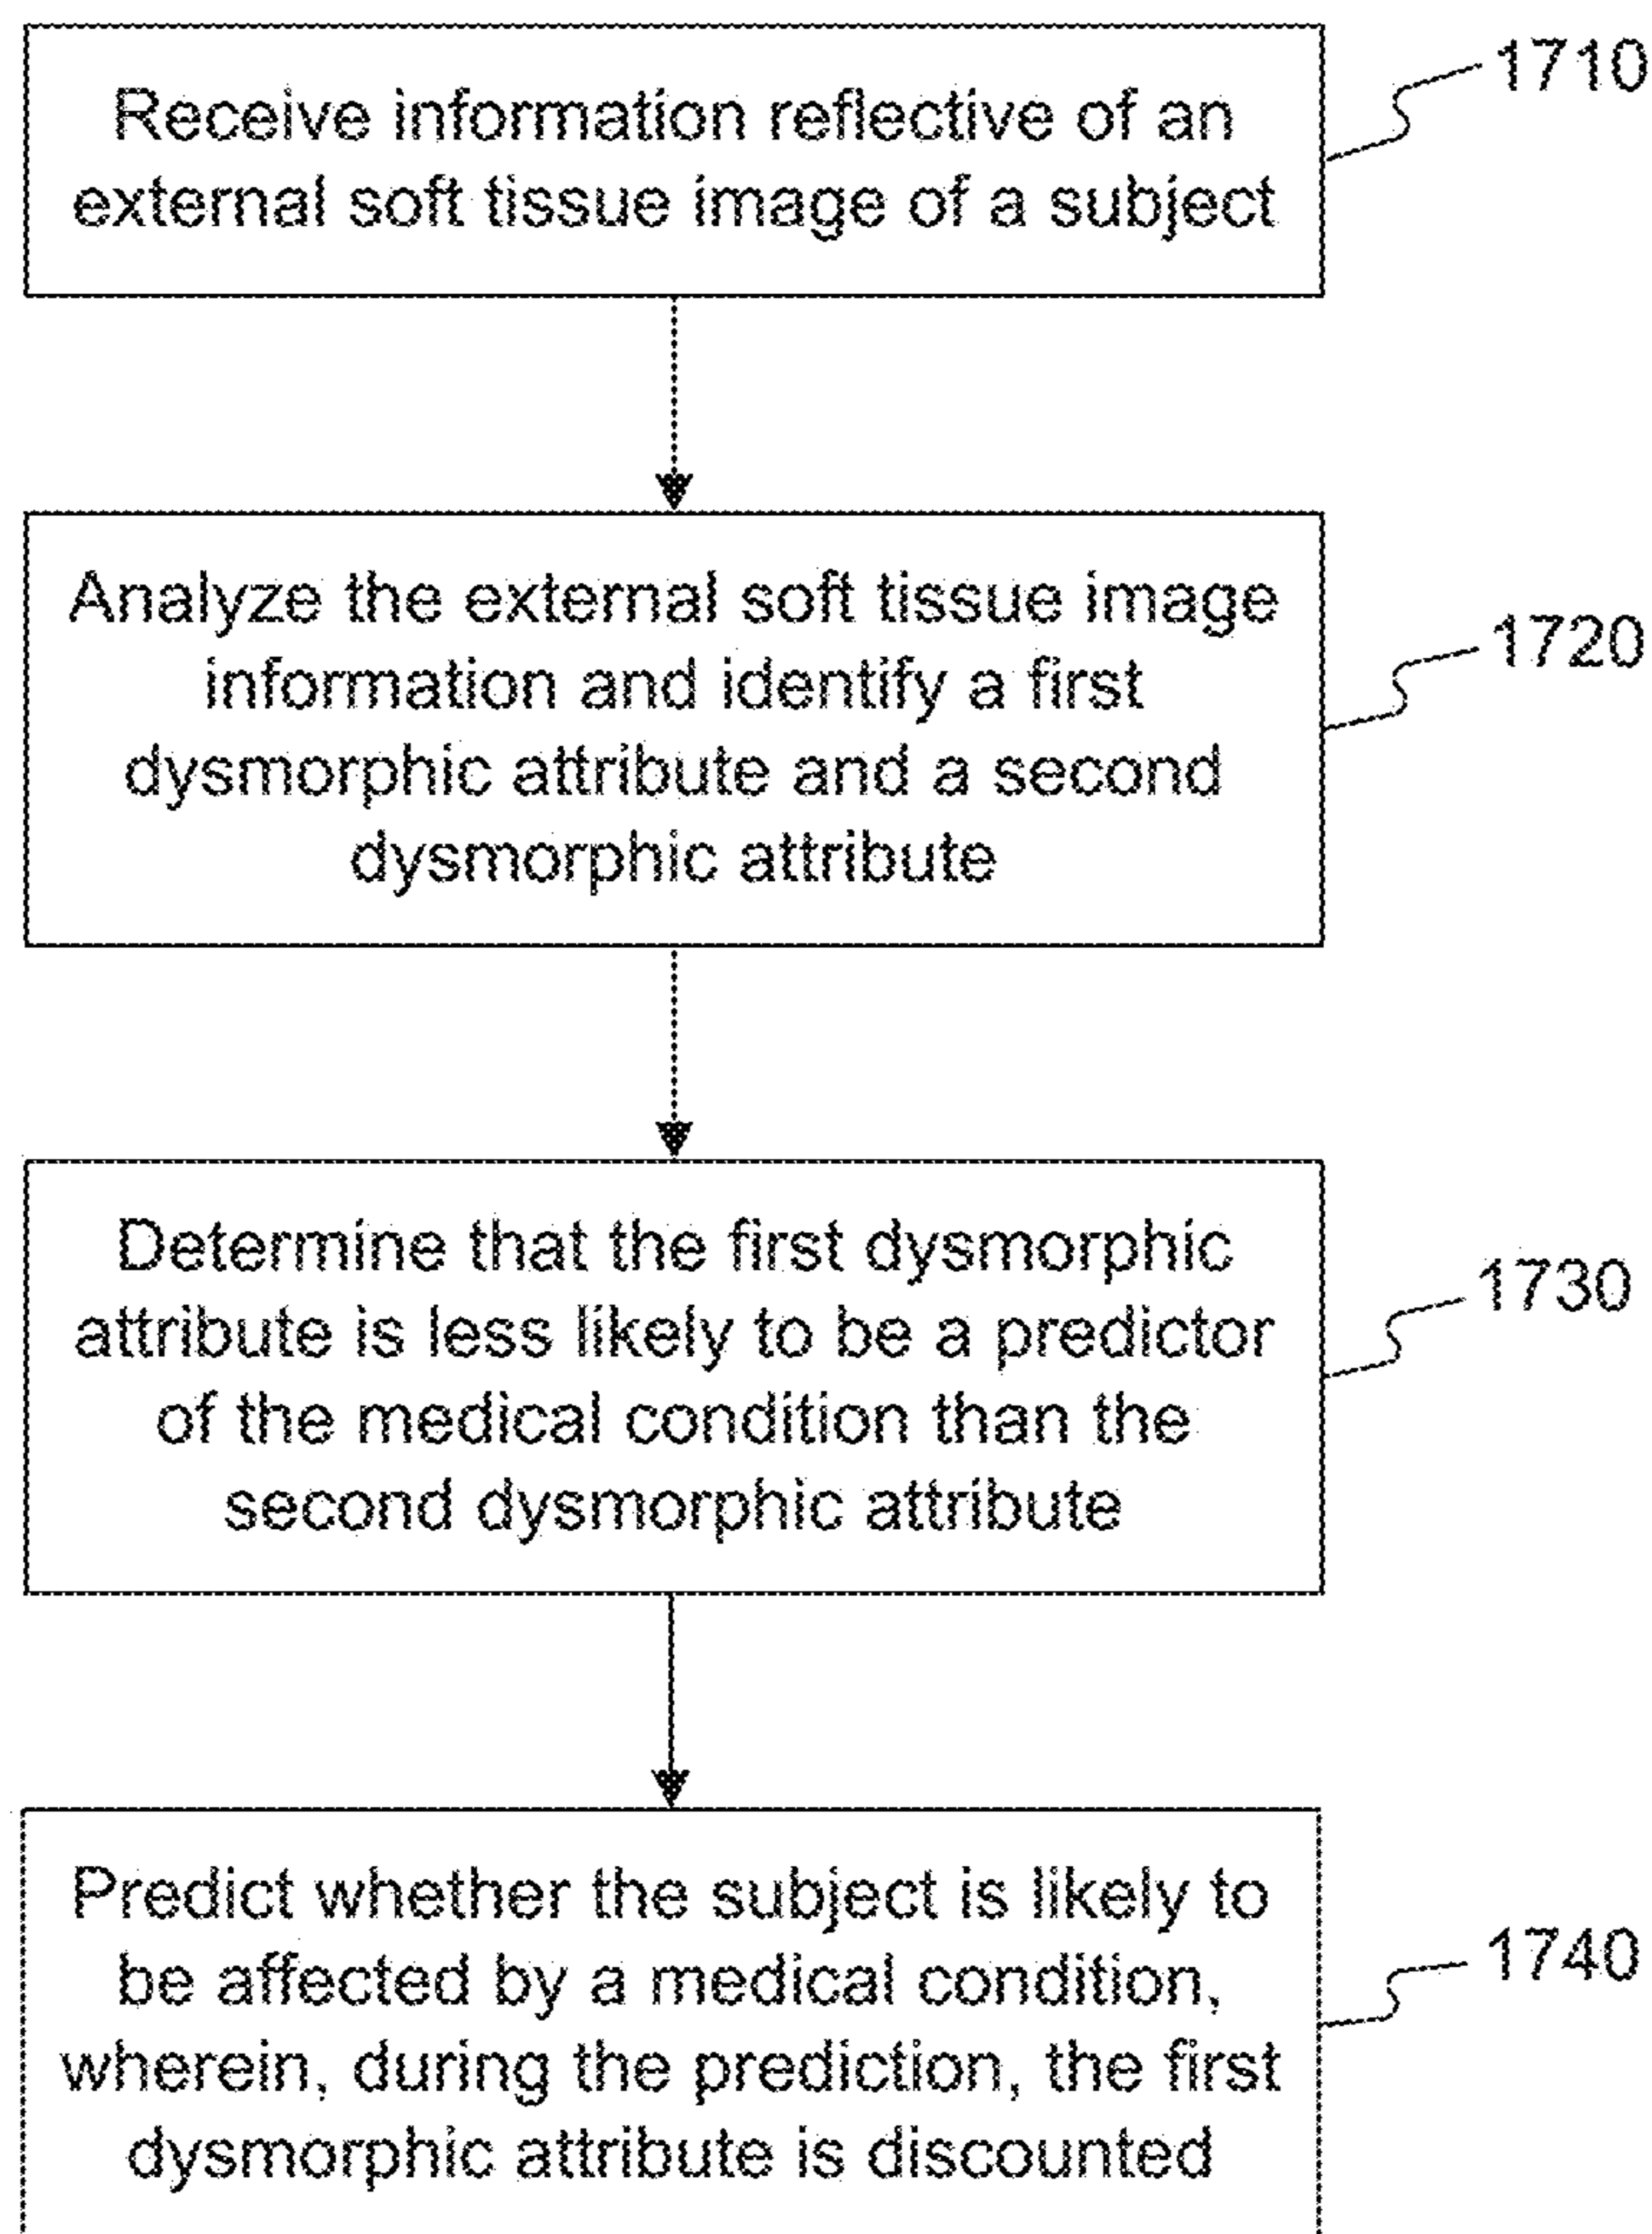 Receive information reflective of an
external soft tissue image of a subject
1710
Analyze the external soft tissue image
information and identify a first
dysmorphic attribute and a second
dysmorphic attribute
1720
Determine that the first dysmorphic
attribute is less likely to be a predictor
of the medical condition than the
second dysmorphic attribute
1730
Predict whether the subject is likely to
be affected by a medical condition,
wherein, during the prediction, the first
dysmorphic attribute is discounted
1740